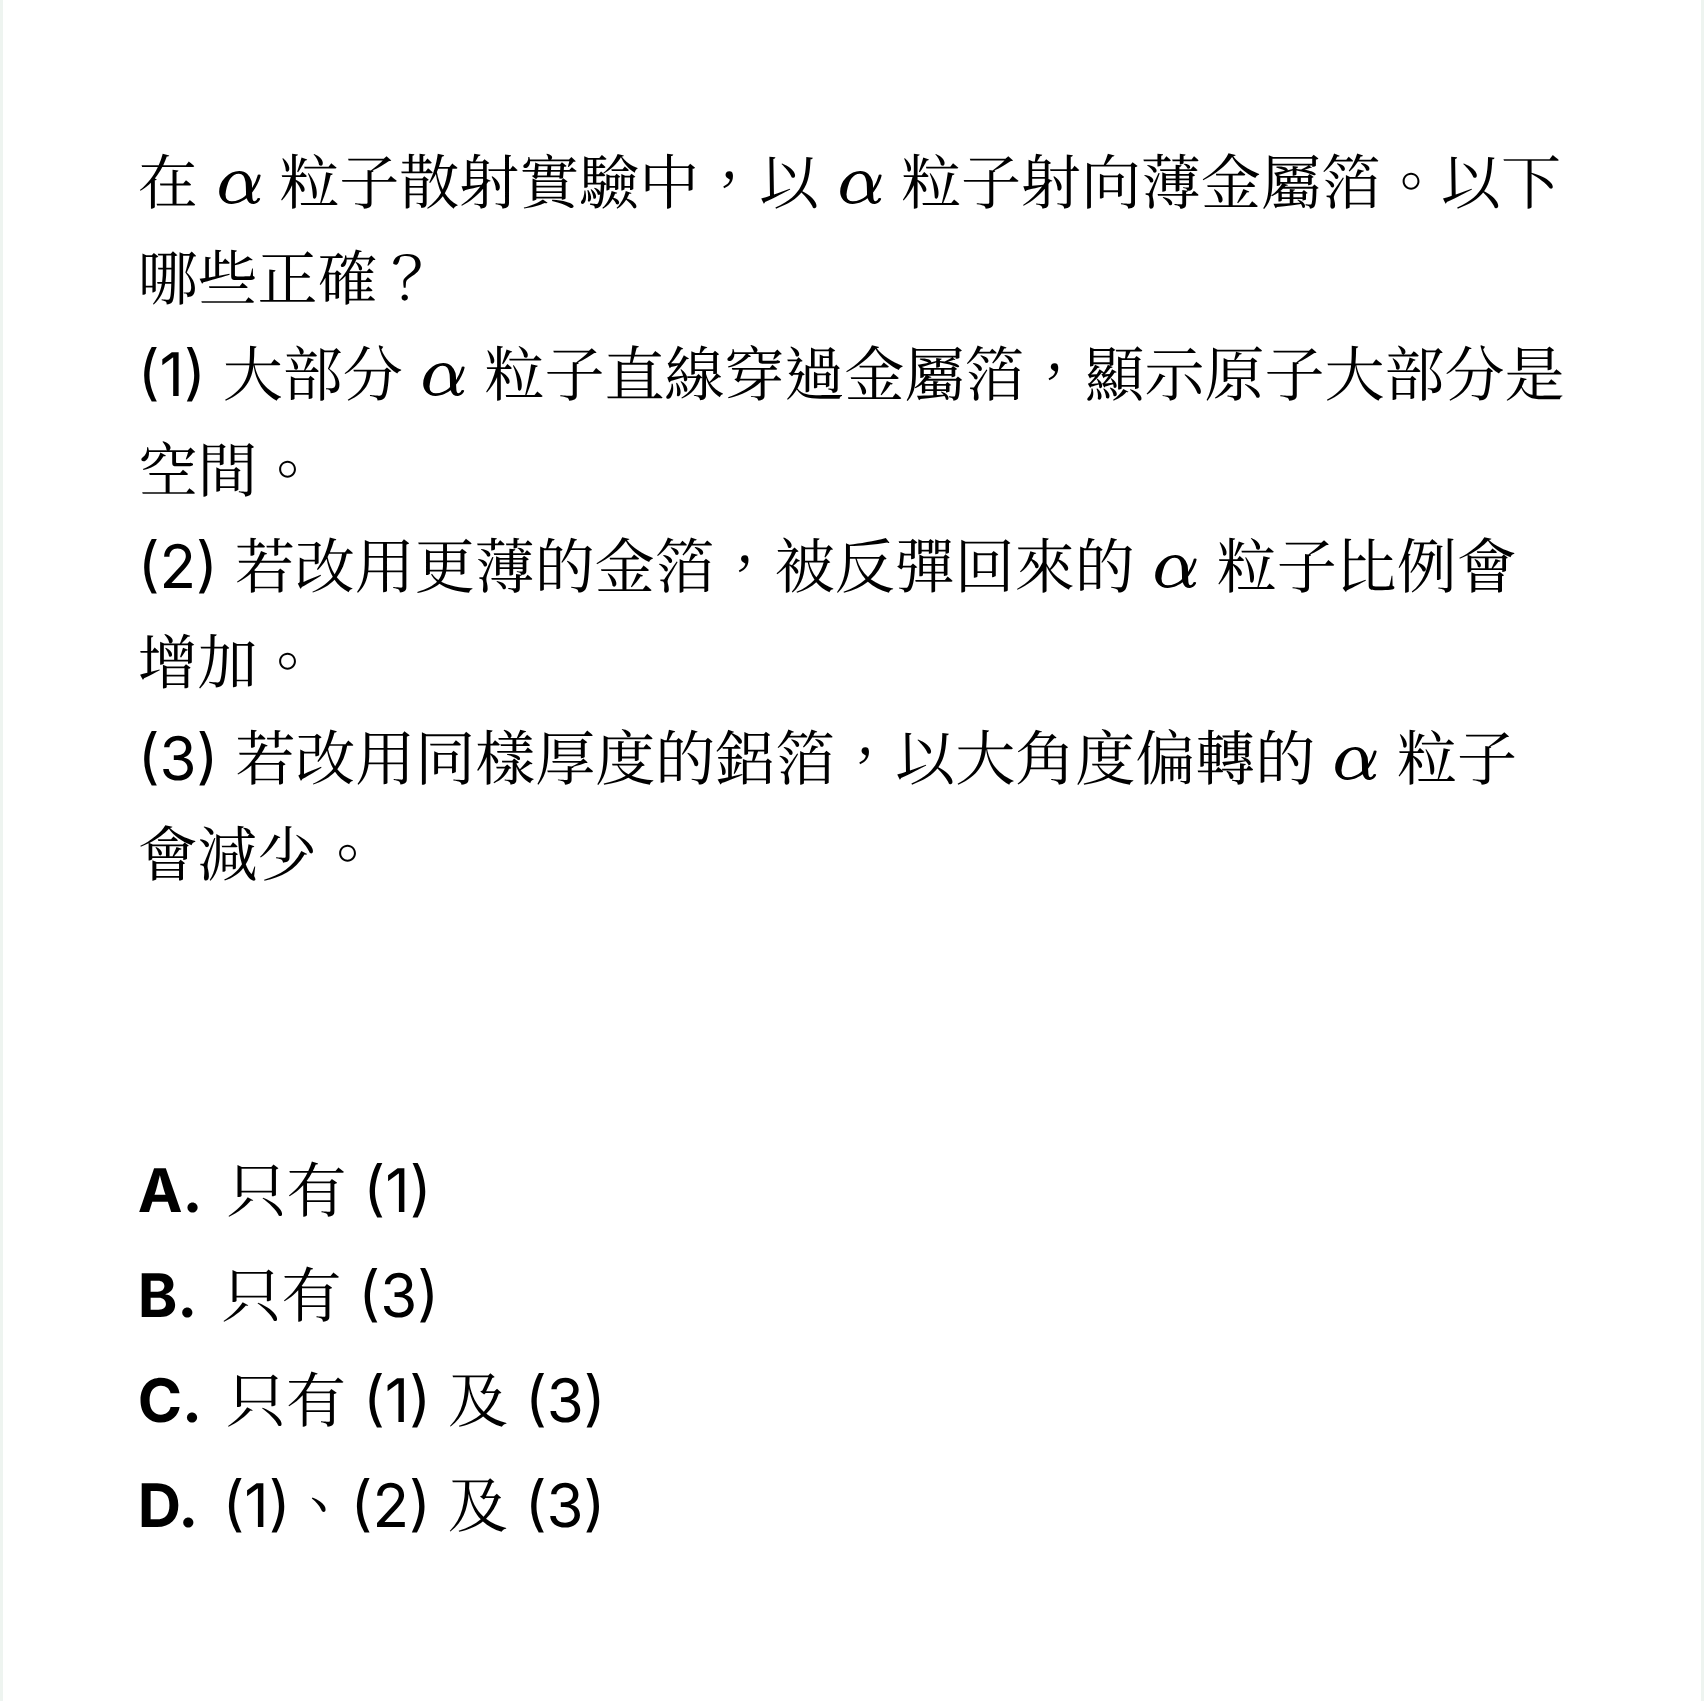 在 α 粒子散射實驗中，以 α 粒子射向薄金屬箔。以下
哪些正確？
(1) 大部分 α 粒子直線穿過金屬箔，顯示原子大部分是
空間。
(2) 若改用更薄的金箔，被反彈回來的 α 粒子比例會
增加。
(3) 若改用同樣厚度的鋁箔，以大角度偏轉的 α 粒子
會減少。
A. 只有 (1)
B. 只有 (3)
C. 只有 (1) 及 (3)
D. (1)、(2) 及 (3)